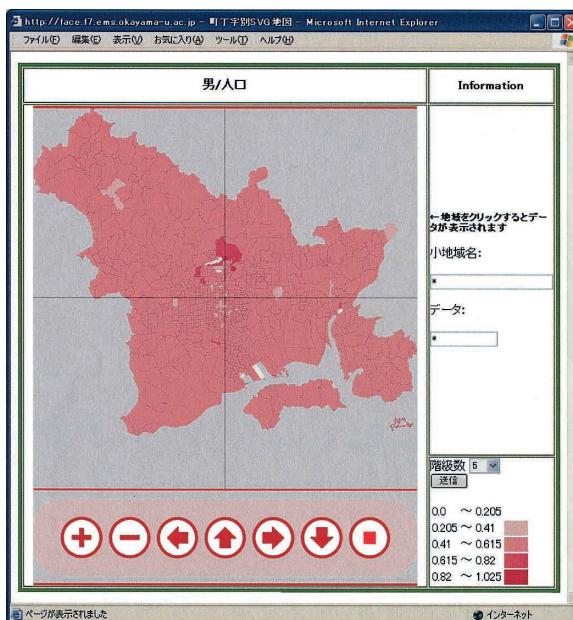 http://face.f7.ems.okayama-u.ac.jp - 町丁字別SVG地図 - Microsoft Internet Explorer
ファイル(F) 編集(E) 表示(V) お気に入り(A) ツール(T) ヘルプ(H)
男/人口
Information
←地域をクリックするとデー
タが表示されます
小地域名:
*
データ:
*
階級数 5
送信
0.0 ～ 0.205
0.205 ～ 0.41
0.41 ～ 0.615
0.615 ～ 0.82
0.82 ～ 1.025
ページが表示されました
インターネット